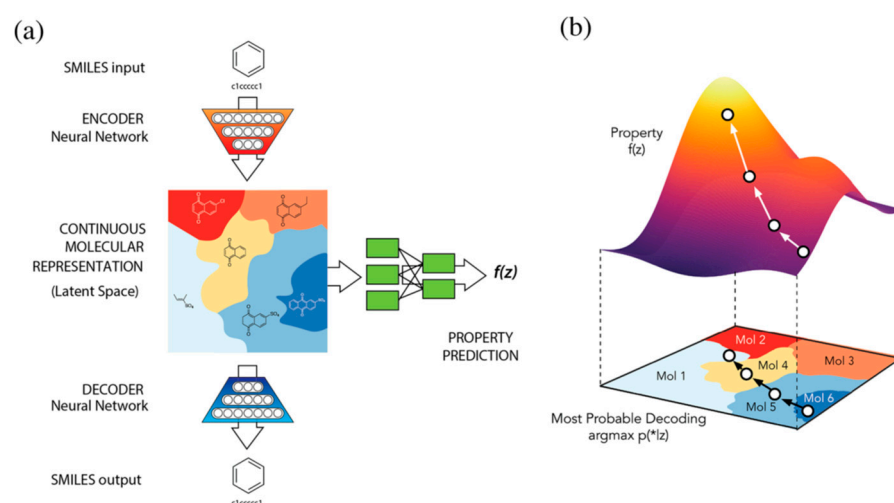 (a)
SMILES input
c1ccccc1
ENCODER
Neural Network
CONTINUOUS
MOLECULAR
REPRESENTATION
(Latent Space)
f(z)
PROPERTY
PREDICTION
DECODER
Neural Network
SMILES output
c1ccccc1
(b)
Property
f(z)
Mol 2
Mol 3
Mol 4
Mol 1
Mol 6
Mol 5
Most Probable Decoding
argmax p(*|z)